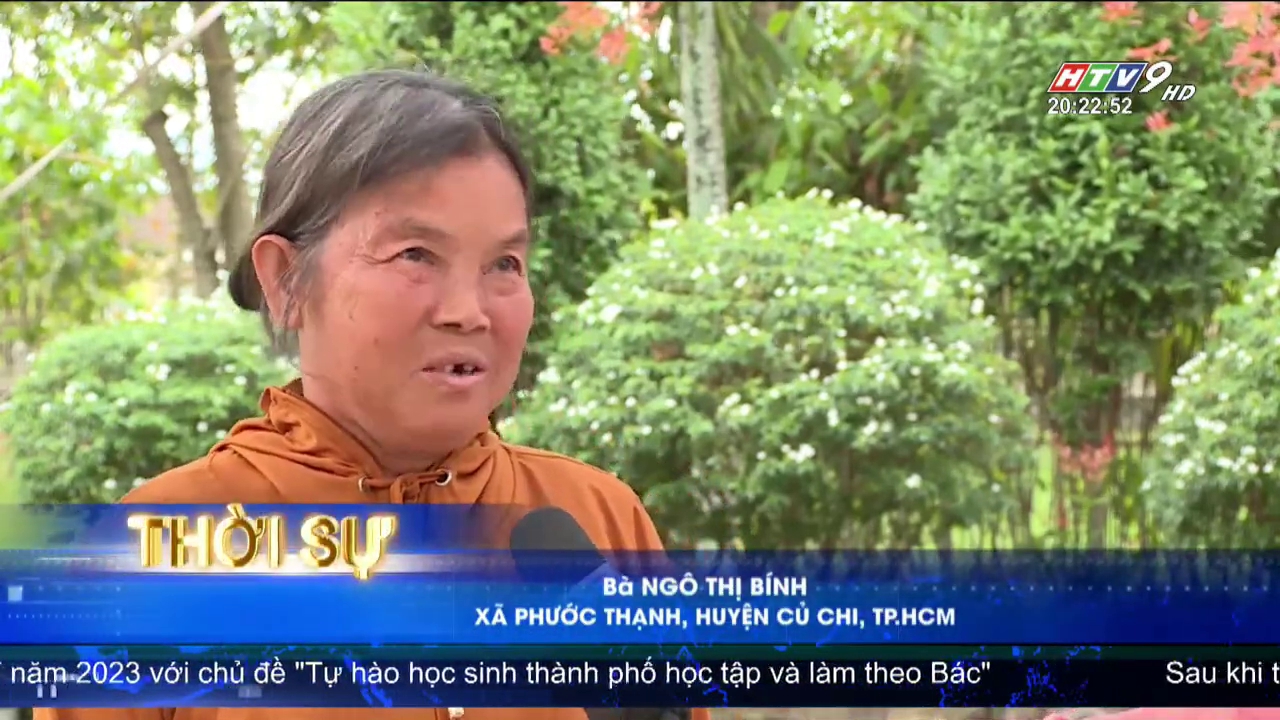 HTV9 HD
20:22:52
THỜI SỰ
Bà NGÔ THỊ BÍNH
XÃ PHƯỚC THẠNH, HUYỆN CỦ CHI, TP.HCM
năm 2023 với chủ đề "Tự hào học sinh thành phố học tập và làm theo Bác" Sau khi